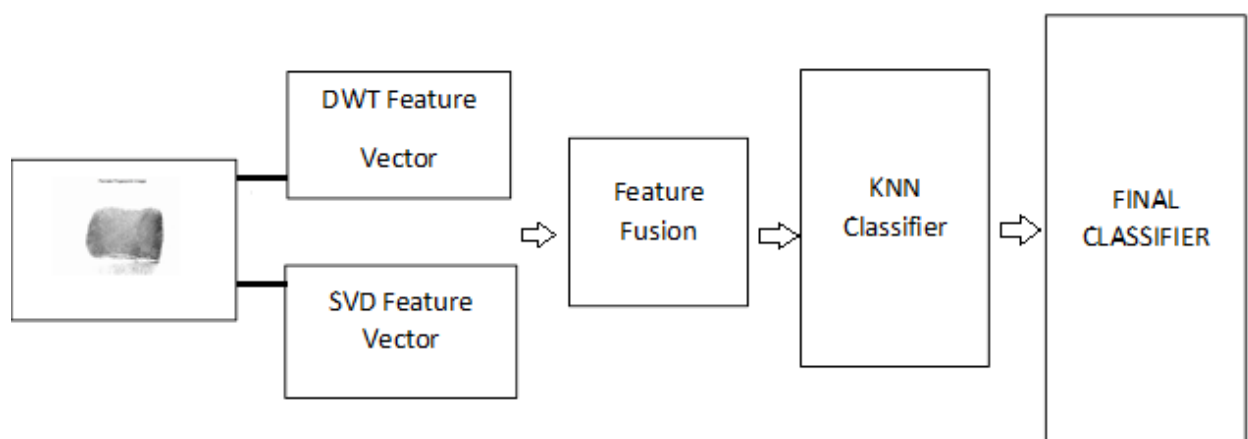 DWT Feature
Vector
SVD Feature
Vector
Feature
Fusion
KNN
Classifier
FINAL
CLASSIFIER